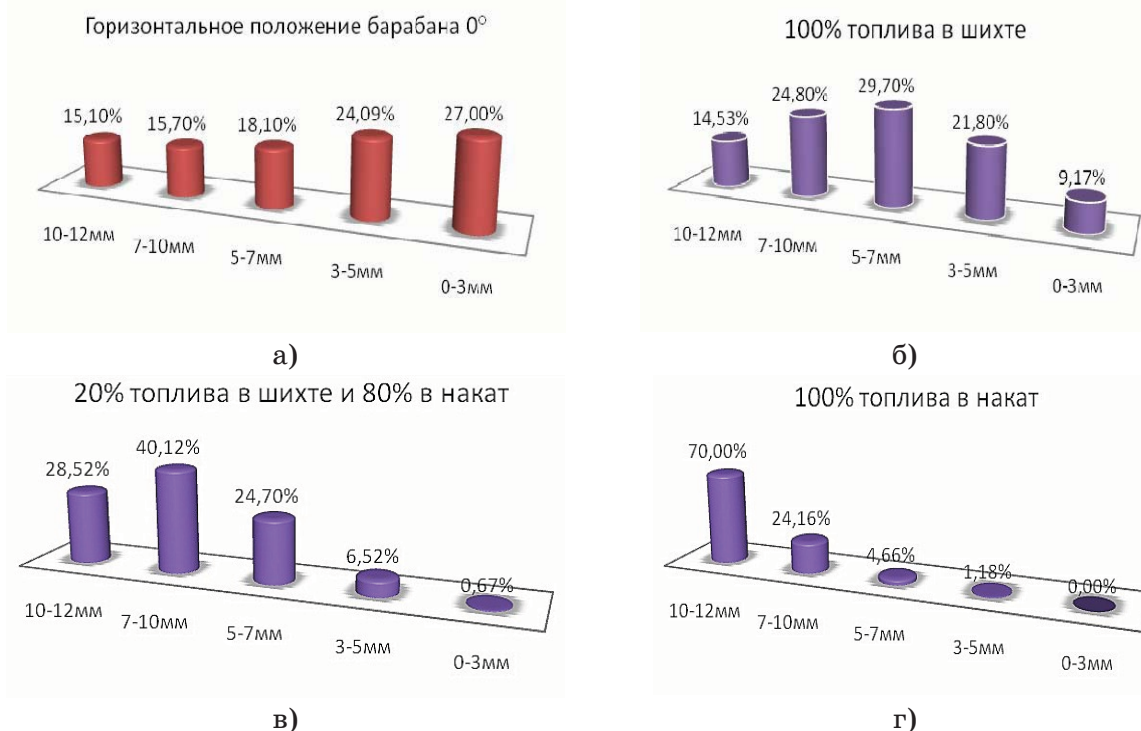 Горизонтальное положение барабана 0°
15,10%
15,70%
18,10%
24,09%
27,00%
10-12мм
7-10мм
5-7мм
3-5мм
0-3мм
а)
100% топлива в шихте
14,53%
24,80%
29,70%
21,80%
9,17%
10-12мм
7-10мм
5-7мм
3-5мм
0-3мм
б)
20% топлива в шихте и 80% в накат
28,52%
40,12%
24,70%
6,52%
0,67%
10-12мм
7-10мм
5-7мм
3-5мм
0-3мм
в)
100% топлива в накат
70,00%
24,16%
4,66%
1,18%
0,00%
10-12мм
7-10мм
5-7мм
3-5мм
0-3мм
г)